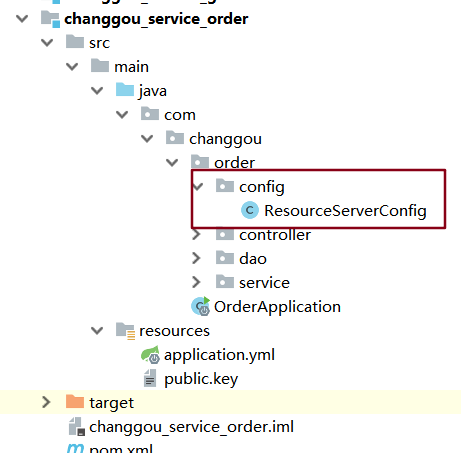 changgou_service_order
src
main
java
com
changgou
order
config
ResourceServerConfig
controller
dao
service
OrderApplication
resources
application.yml
public.key
target
changgou_service_order.iml
pom.xml